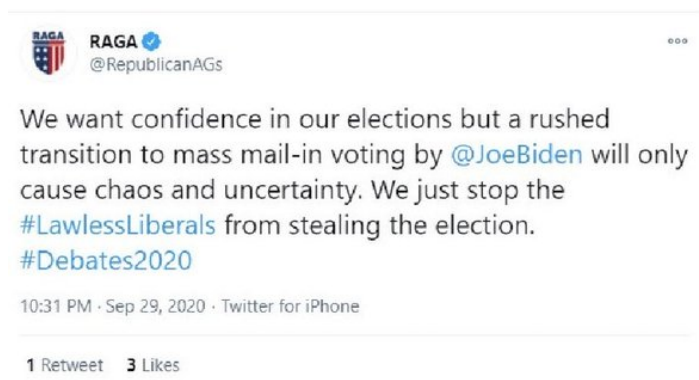 RAGA
RAGA
@RepublicanAGs
We want confidence in our elections but a rushed
transition to mass mail-in voting by @JoeBiden will only
cause chaos and uncertainty. We just stop the
#LawlessLiberals from stealing the election.
#Debates2020
10:31 PM · Sep 29, 2020 · Twitter for iPhone
1 Retweet 3 Likes